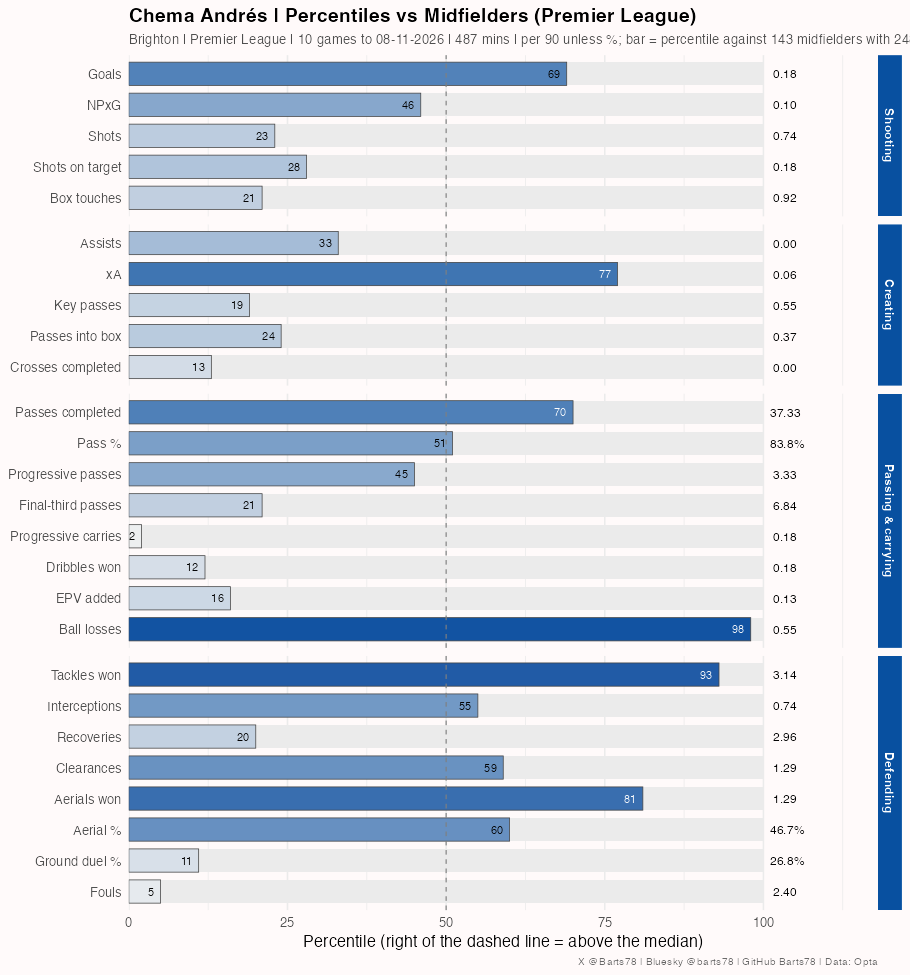 Chema Andrés | Percentiles vs Midfielders (Premier League)
Brighton | Premier League | 10 games to 08-11-2026 | 487 mins | per 90 unless %; bar = percentile against 143 midfielders with 24
Goals 69 0.18
NPxG 46 0.10
Shots 23 0.74
Shots on target 28 0.18
Box touches 21 0.92
Shooting
Assists 33 0.00
xA 77 0.06
Key passes 19 0.55
Passes into box 24 0.37
Crosses completed 13 0.00
Creating
Passes completed 70 37.33
Pass % 51 83.8%
Progressive passes 45 3.33
Final-third passes 21 6.84
Progressive carries 2 0.18
Dribbles won 12 0.18
EPV added 16 0.13
Ball losses 98 0.55
Passing & carrying
Tackles won 93 3.14
Interceptions 55 0.74
Recoveries 20 2.96
Clearances 59 1.29
Aerials won 81 1.29
Aerial % 60 46.7%
Ground duel % 11 26.8%
Fouls 5 2.40
Defending
0 25 50 75 100
Percentile (right of the dashed line = above the median)
X @Barts78 | Bluesky @barts78 | GitHub Barts78 | Data: Opta